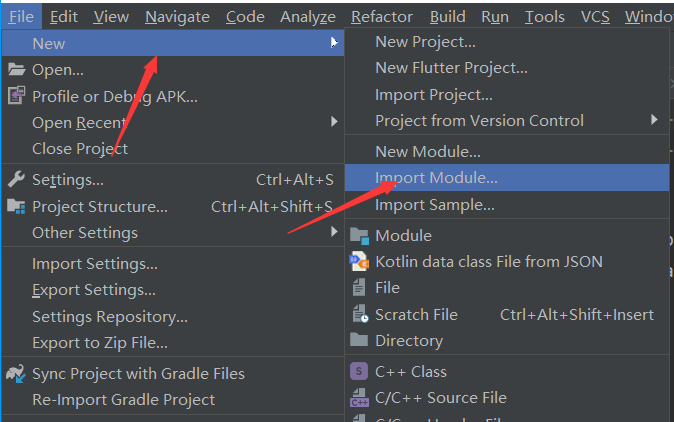 File Edit View Navigate Code Analyze Refactor Build Run Tools VCS Window
New
Open...
Profile or Debug APK...
Open Recent
Close Project
Settings... Ctrl+Alt+S
Project Structure... Ctrl+Alt+Shift+S
Other Settings
Import Settings...
Export Settings...
Settings Repository...
Export to Zip File...
Sync Project with Gradle Files
Re-Import Gradle Project
New Project...
New Flutter Project...
Import Project...
Project from Version Control
New Module...
Import Module...
Import Sample...
Module
Kotlin data class File from JSON
File
Scratch File Ctrl+Alt+Shift+Insert
Directory
S C++ Class
C++ C/C++ Source File
C/C++ Header File